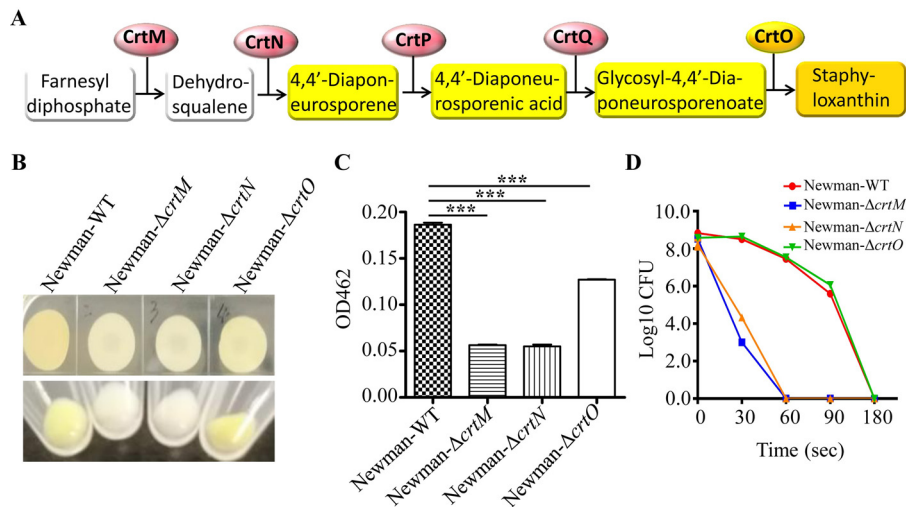 A
CrtM
CrtN
CrtP
CrtQ
CrtO
Farnesyl
diphosphate
Dehydro-
squalene
4,4’-Diapon-
eurosporene
4,4’-Diaponeu-
rosporenic acid
Glycosyl-4,4’-Dia-
poneurosporenoate
Staphy-
loxanthin
B
Newman-WT
Newman-ΔcrtM
Newman-ΔcrtN
Newman-ΔcrtO
3
C
OD462
0.20
0.15
0.10
0.05
0.00
***
***
***
Newman-WT
Newman-ΔcrtM
Newman-ΔcrtN
Newman-ΔcrtO
D
Newman-WT
Newman-ΔcrtM
Newman-ΔcrtN
Newman-ΔcrtO
Log10 CFU
10.0
8.0
6.0
4.0
2.0
0.0
0 30 60 90 180
Time (sec)